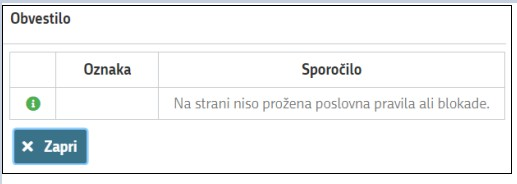 Obvestilo
Oznaka Sporočilo
Na strani niso prožena poslovna pravila ali blokade.
Zapri